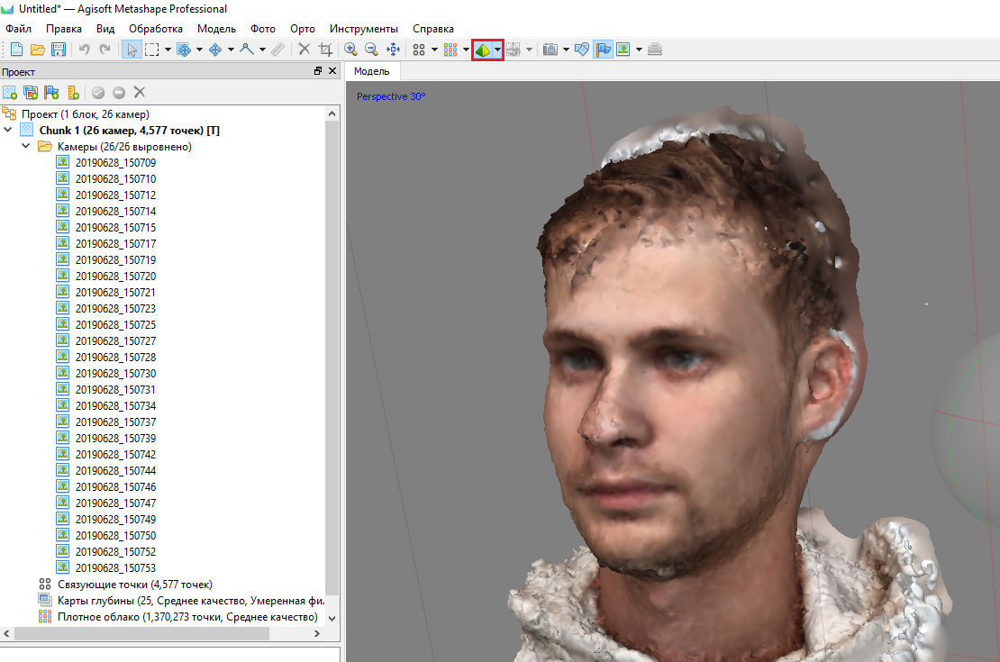 Untitled* — Agisoft Metashape Professional
Файл Правка Вид Обработка Модель Фото Орто Инструменты Справка
Проект
Модель
Perspective 30°
Проект (1 блок, 26 камер)
Chunk 1 (26 камер, 4,577 точек) [T]
Камеры (26/26 выровнено)
20190628_150709
20190628_150710
20190628_150712
20190628_150714
20190628_150715
20190628_150717
20190628_150719
20190628_150720
20190628_150721
20190628_150723
20190628_150725
20190628_150727
20190628_150728
20190628_150730
20190628_150731
20190628_150734
20190628_150737
20190628_150739
20190628_150742
20190628_150744
20190628_150746
20190628_150747
20190628_150749
20190628_150750
20190628_150752
20190628_150753
Связующие точки (4,577 точек)
Карты глубины (25, Среднее качество, Умеренная фи
Плотное облако (1,370,273 точки, Среднее качество)